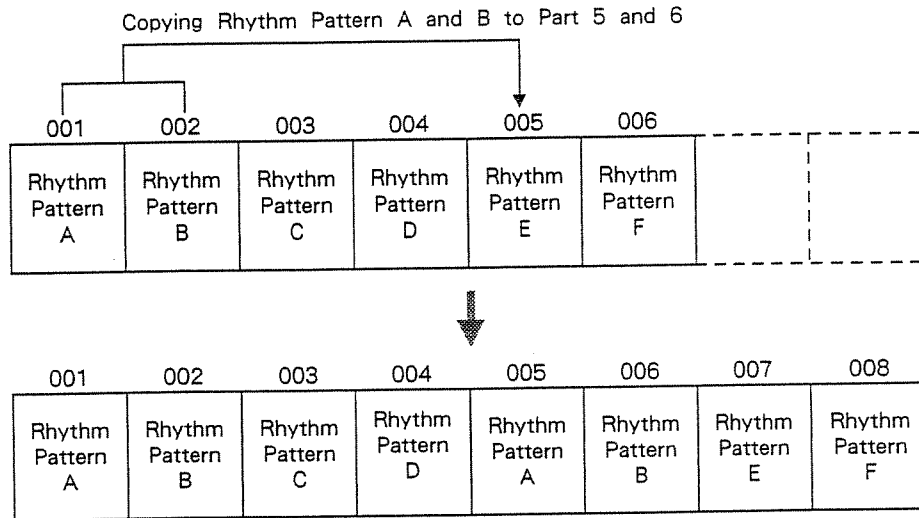 Copying Rhythm Pattern A and B to Part 5 and 6
001 002 003 004 005 006
Rhythm Pattern A
Rhythm Pattern B
Rhythm Pattern C
Rhythm Pattern D
Rhythm Pattern E
Rhythm Pattern F
001 002 003 004 005 006 007 008
Rhythm Pattern A
Rhythm Pattern B
Rhythm Pattern C
Rhythm Pattern D
Rhythm Pattern A
Rhythm Pattern B
Rhythm Pattern E
Rhythm Pattern F